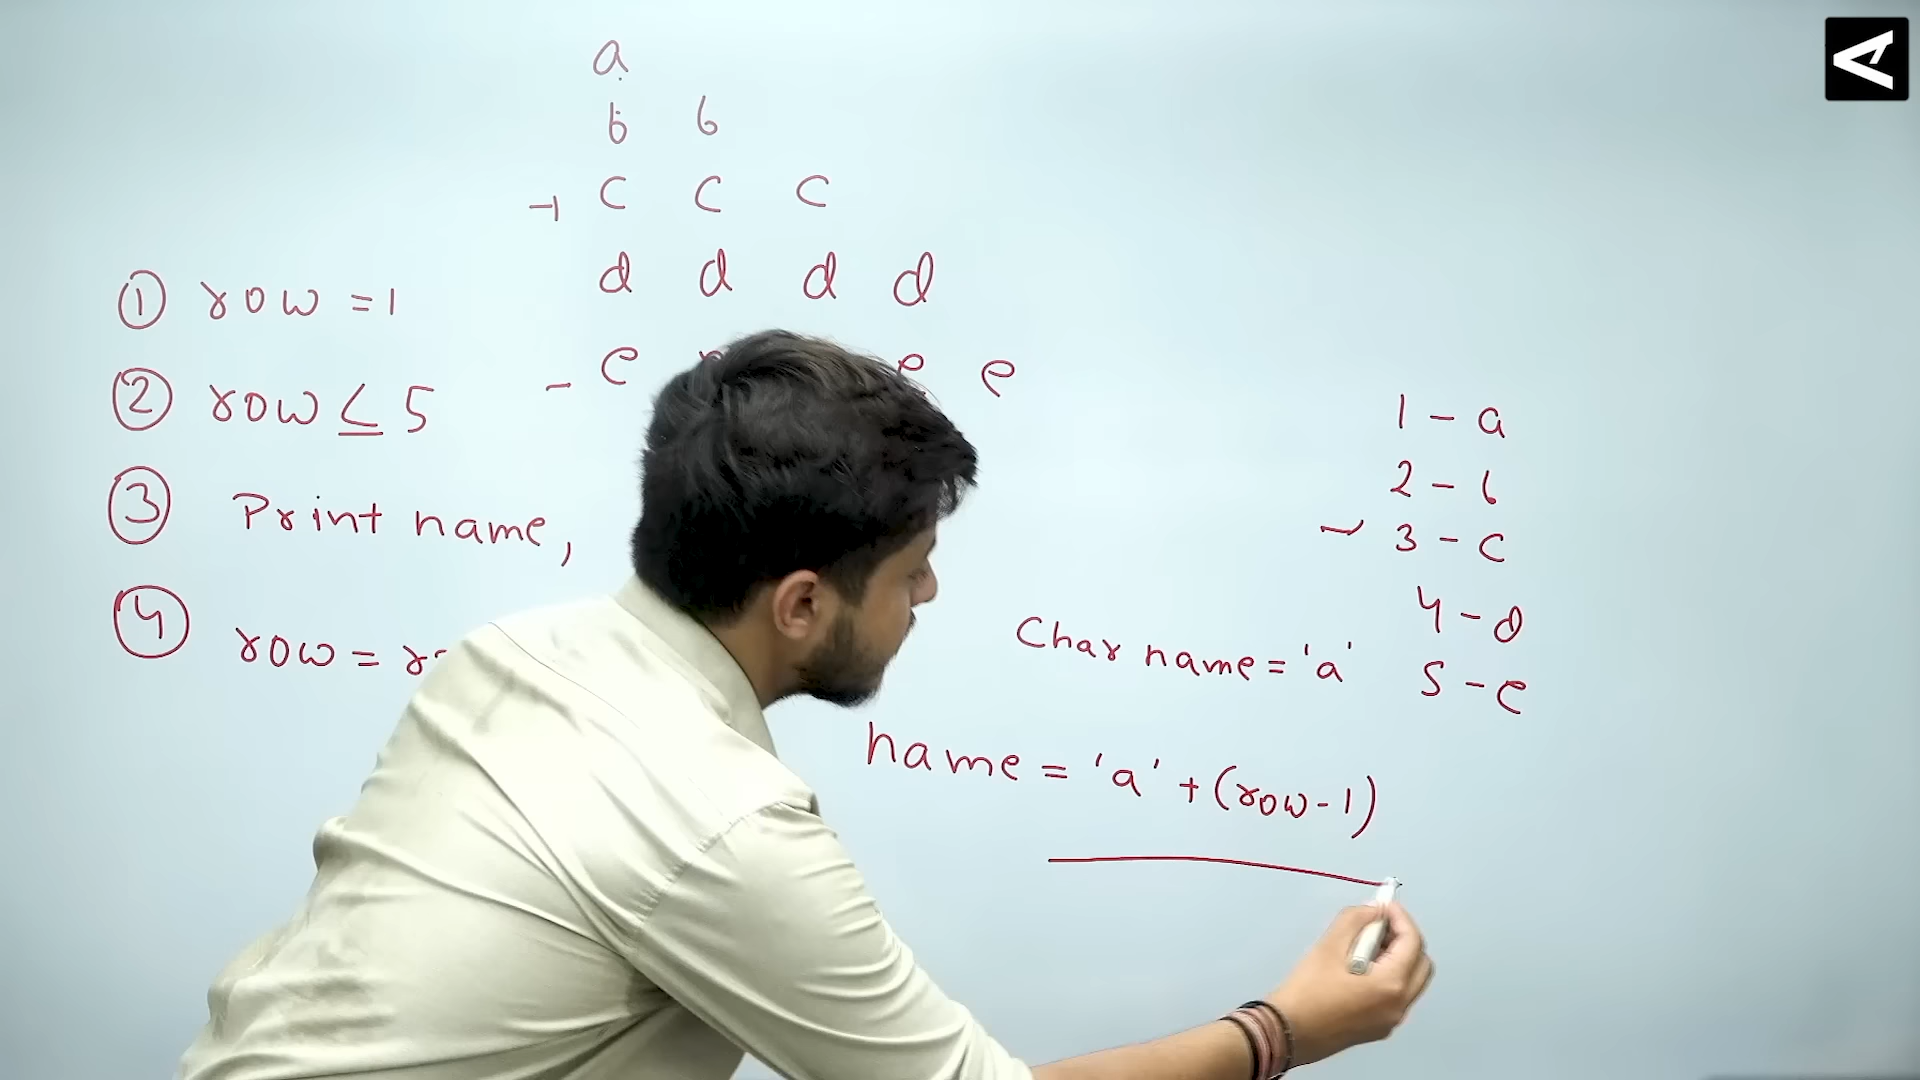 a
b b
c c c
d d d d
e e e
① row = 1
② row ≤ 5
③ Print name,
④ row =
1 - a
2 - b
3 - c
4 - d
5 - e
Char name = 'a'
name = 'a' + (row - 1)